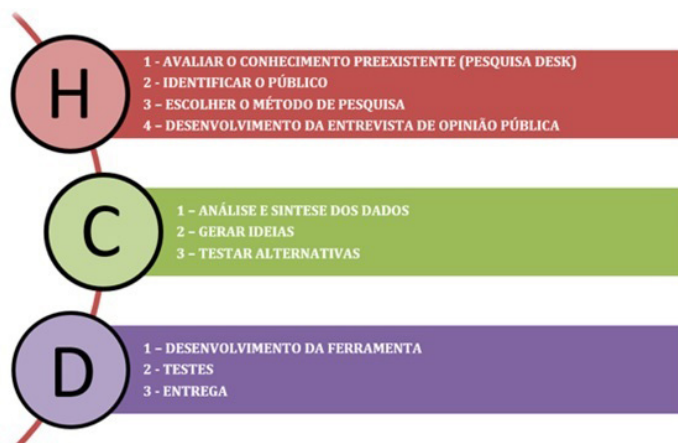 H
1 - AVALIAR O CONHECIMENTO PREEXISTENTE (PESQUISA DESK)
2 - IDENTIFICAR O PÚBLICO
3 – ESCOLHER O MÉTODO DE PESQUISA
4 – DESENVOLVIMENTO DA ENTREVISTA DE OPINIÃO PÚBLICA
C
1 – ANÁLISE E SINTESE DOS DADOS
2 – GERAR IDEIAS
3 – TESTAR ALTERNATIVAS
D
1 – DESENVOLVIMENTO DA FERRAMENTA
2 - TESTES
3 - ENTREGA